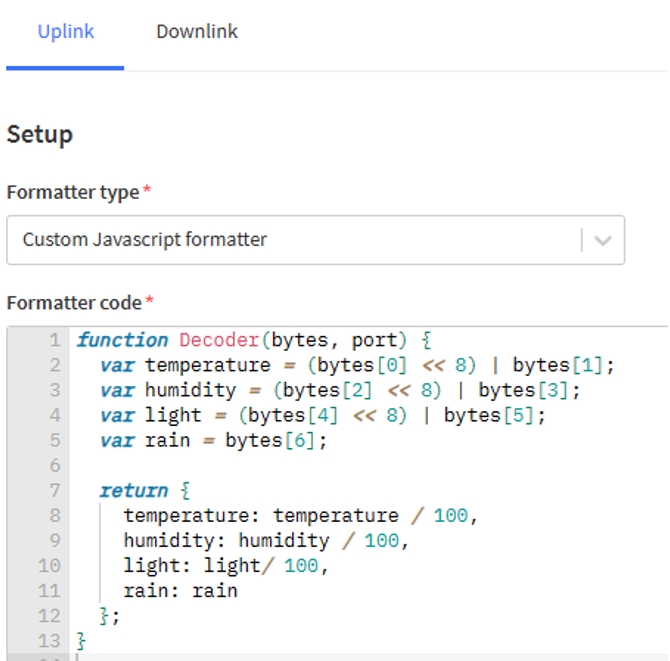 Uplink Downlink
Setup
Formatter type*
Custom Javascript formatter
Formatter code*
1 function Decoder(bytes, port) {
2   var temperature = (bytes[0] << 8) | bytes[1];
3   var humidity = (bytes[2] << 8) | bytes[3];
4   var light = (bytes[4] << 8) | bytes[5];
5   var rain = bytes[6];
6
7   return {
8     temperature: temperature / 100,
9     humidity: humidity / 100,
10     light: light/ 100,
11     rain: rain
12   };
13 }